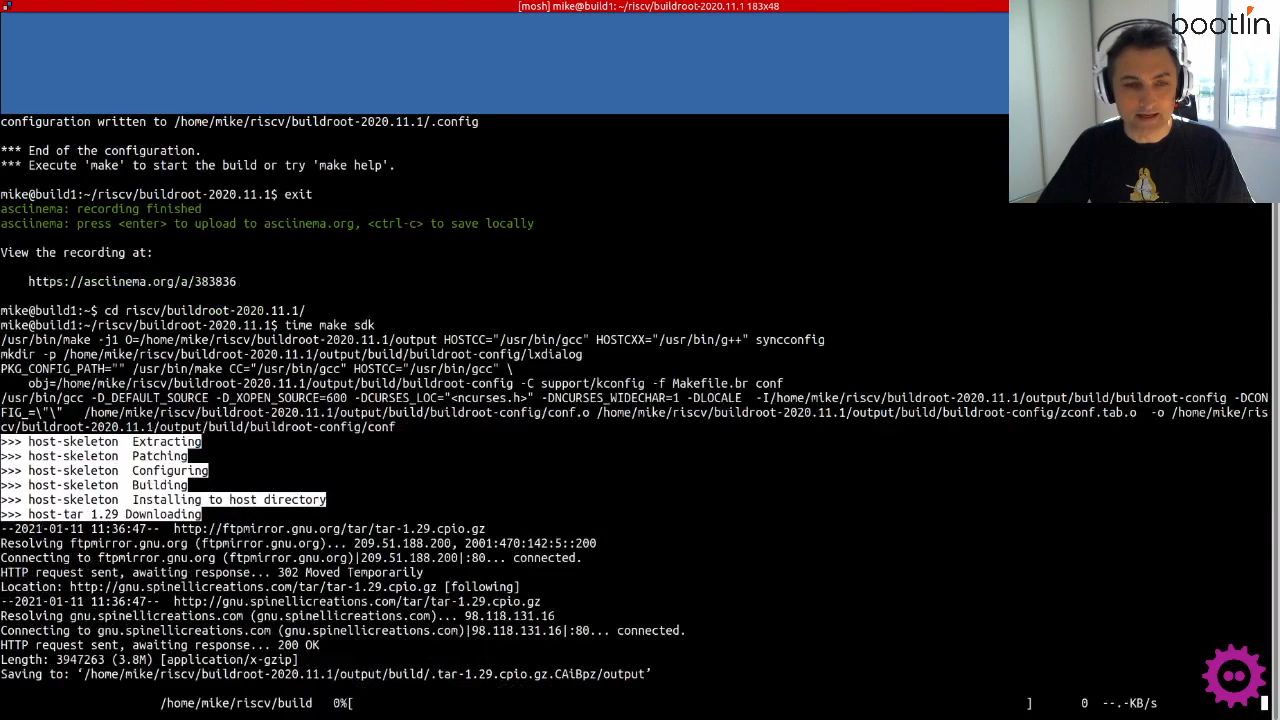 [mosh] mike@build1: ~/riscv/buildroot-2020.11.1 183x48
bootlin
configuration written to /home/mike/riscv/buildroot-2020.11.1/.config
*** End of the configuration.
*** Execute 'make' to start the build or try 'make help'.
mike@build1:~/riscv/buildroot-2020.11.1$ exit
asciinema: recording finished
asciinema: press <enter> to upload to asciinema.org, <ctrl-c> to save locally
View the recording at:
https://asciinema.org/a/383836
mike@build1:~$ cd riscv/buildroot-2020.11.1/
mike@build1:~/riscv/buildroot-2020.11.1$ time make sdk
/usr/bin/make -j1 O=/home/mike/riscv/buildroot-2020.11.1/output HOSTCC="/usr/bin/gcc" HOSTCXX="/usr/bin/g++" syncconfig
mkdir -p /home/mike/riscv/buildroot-2020.11.1/output/build/buildroot-config/lxdialog
PKG_CONFIG_PATH="" /usr/bin/make CC="/usr/bin/gcc" HOSTCC="/usr/bin/gcc" \
obj=/home/mike/riscv/buildroot-2020.11.1/output/build/buildroot-config -C support/kconfig -f Makefile.br conf
/usr/bin/gcc -D_DEFAULT_SOURCE -D_XOPEN_SOURCE=600 -DCURSES_LOC="<ncurses.h>" -DNCURSES_WIDECHAR=1 -DLOCALE  -I/home/mike/riscv/buildroot-2020.11.1/output/build/buildroot-config -DCON
FIG_=\"\"   /home/mike/riscv/buildroot-2020.11.1/output/build/buildroot-config/conf.o /home/mike/riscv/buildroot-2020.11.1/output/build/buildroot-config/zconf.tab.o  -o /home/mike/ris
cv/buildroot-2020.11.1/output/build/buildroot-config/conf
>>> host-skeleton  Extracting
>>> host-skeleton  Patching
>>> host-skeleton  Configuring
>>> host-skeleton  Building
>>> host-skeleton  Installing to host directory
>>> host-tar 1.29 Downloading
--2021-01-11 11:36:47--  http://ftpmirror.gnu.org/tar/tar-1.29.cpio.gz
Resolving ftpmirror.gnu.org (ftpmirror.gnu.org)... 209.51.188.200, 2001:470:142:5::200
Connecting to ftpmirror.gnu.org (ftpmirror.gnu.org)|209.51.188.200|:80... connected.
HTTP request sent, awaiting response... 302 Moved Temporarily
Location: http://gnu.spinellicreations.com/tar/tar-1.29.cpio.gz [following]
--2021-01-11 11:36:47--  http://gnu.spinellicreations.com/tar/tar-1.29.cpio.gz
Resolving gnu.spinellicreations.com (gnu.spinellicreations.com)... 98.118.131.16
Connecting to gnu.spinellicreations.com (gnu.spinellicreations.com)|98.118.131.16|:80... connected.
HTTP request sent, awaiting response... 200 OK
Length: 3947263 (3.8M) [application/x-gzip]
Saving to: ‘/home/mike/riscv/buildroot-2020.11.1/output/build/.tar-1.29.cpio.gz.CAiBpz/output’
/home/mike/riscv/build   0%[                    ]       0  --.-KB/s